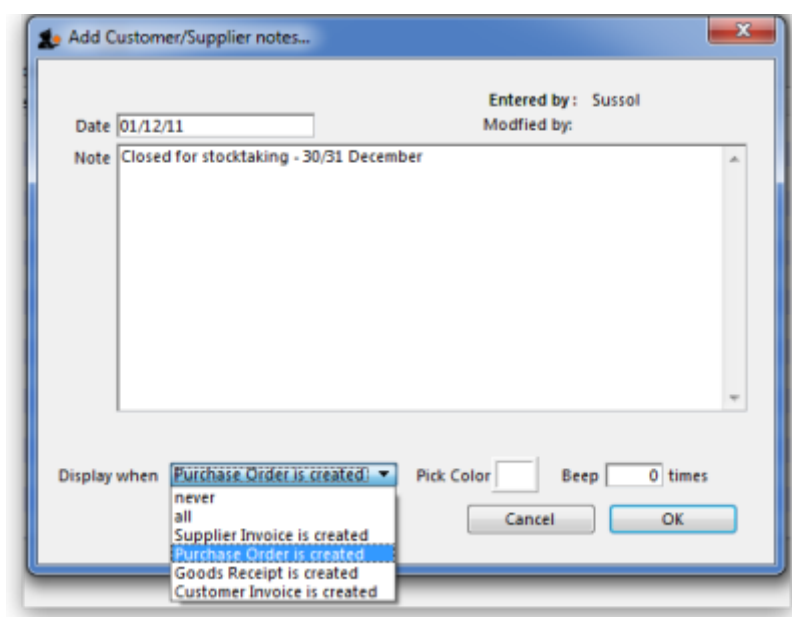 Add Customer/Supplier notes...
Entered by : Sussol
Date 01/12/11
Modfied by:
Note Closed for stocktaking - 30/31 December
Display when Purchase Order is created Pick Color Beep 0 times
never
all
Supplier Invoice is created
Purchase Order is created
Goods Receipt is created
Customer Invoice is created
Cancel OK